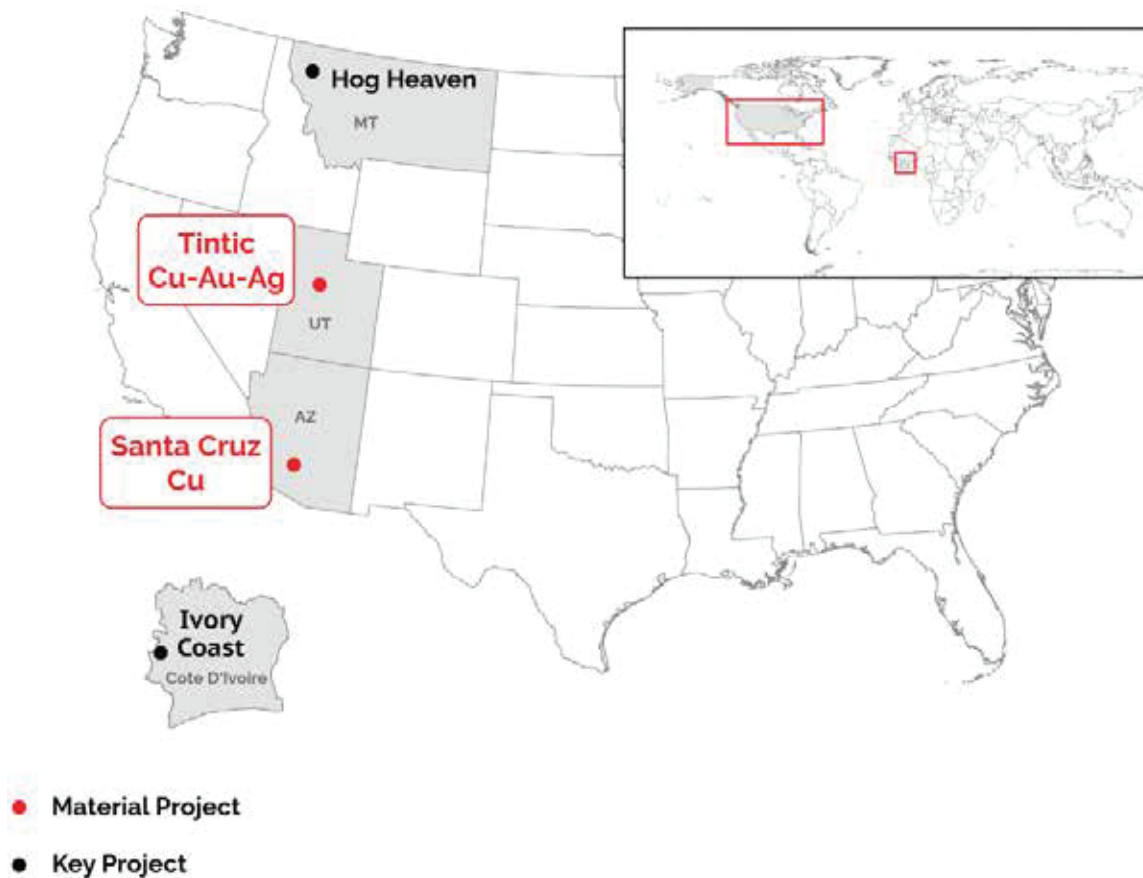 Hog Heaven
MT
Tintic
Cu-Au-Ag
UT
AZ
Santa Cruz
Cu
Ivory
Coast
Cote D'Ivoire
Material Project
Key Project